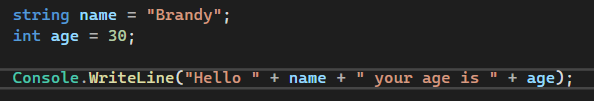 string name = "Brandy";
int age = 30;
Console.WriteLine("Hello " + name + " your age is " + age);